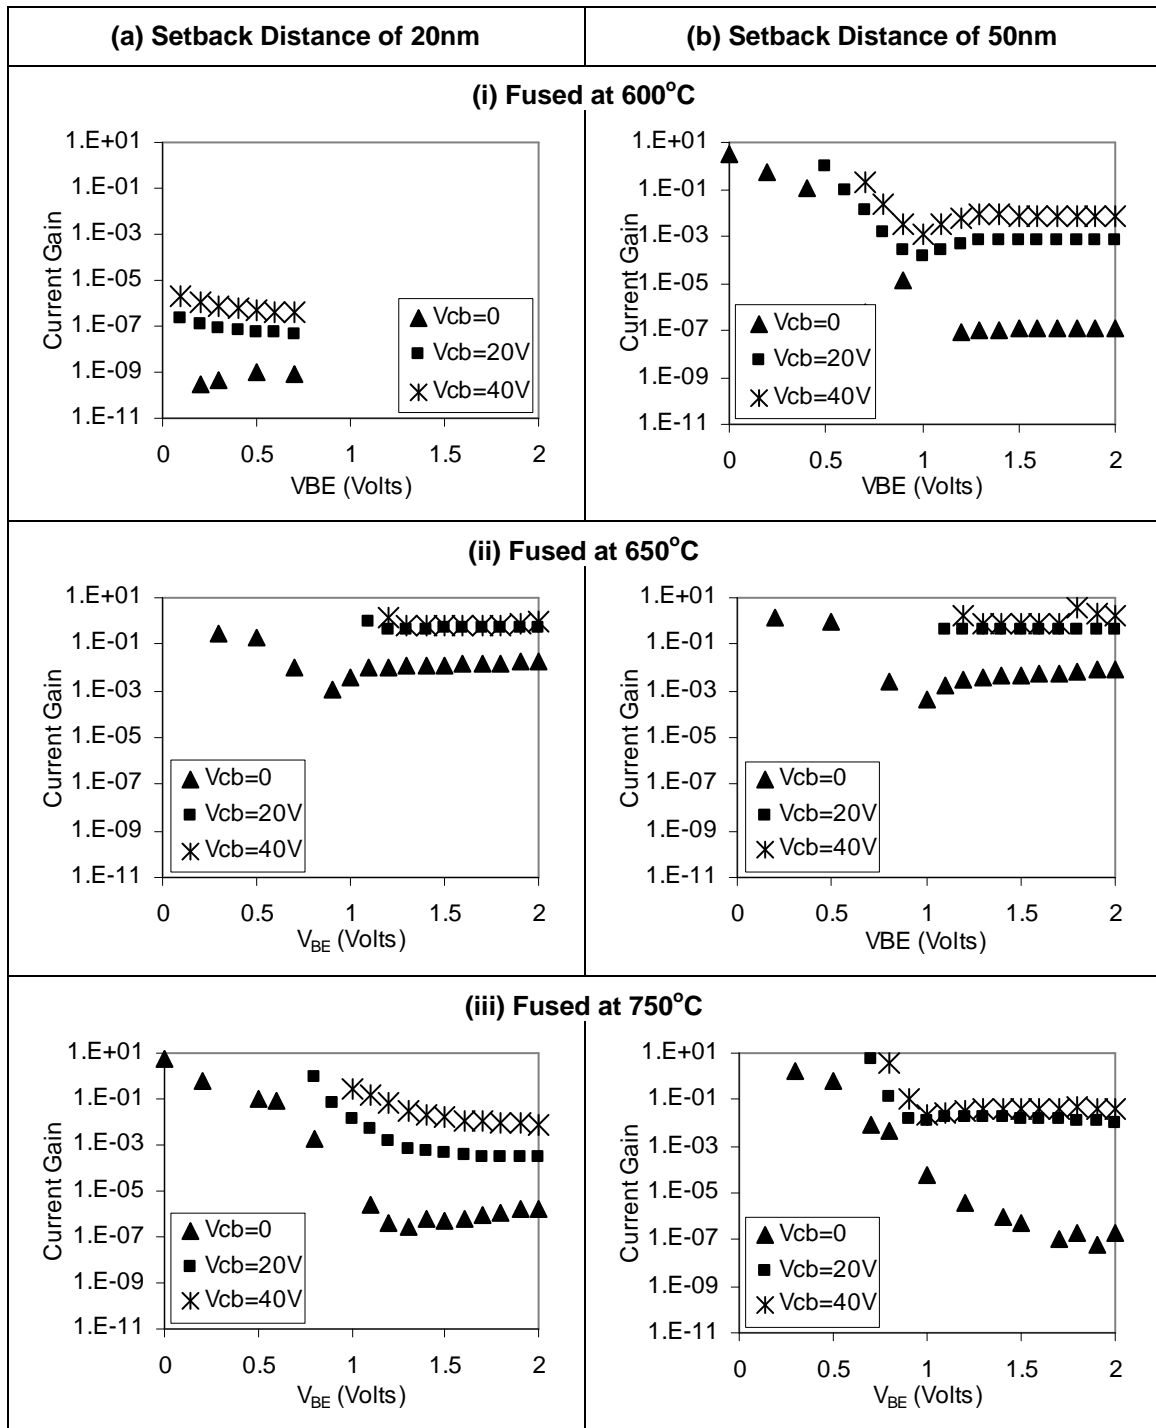 (a) Setback Distance of 20nm
(b) Setback Distance of 50nm
(i) Fused at 600°C
1.E+01
1.E-01
1.E-03
1.E-05
1.E-07
1.E-09
1.E-11
Current Gain
0
0.5
1
1.5
2
VBE (Volts)
Vcb=0
Vcb=20V
Vcb=40V
1.E+01
1.E-01
1.E-03
1.E-05
1.E-07
1.E-09
1.E-11
Current Gain
0
0.5
1
1.5
2
VBE (Volts)
Vcb=0
Vcb=20V
Vcb=40V
(ii) Fused at 650°C
1.E+01
1.E-01
1.E-03
1.E-05
1.E-07
1.E-09
1.E-11
Current Gain
0
0.5
1
1.5
2
VBE (Volts)
Vcb=0
Vcb=20V
Vcb=40V
1.E+01
1.E-01
1.E-03
1.E-05
1.E-07
1.E-09
1.E-11
Current Gain
0
0.5
1
1.5
2
VBE (Volts)
Vcb=0
Vcb=20V
Vcb=40V
(iii) Fused at 750°C
1.E+01
1.E-01
1.E-03
1.E-05
1.E-07
1.E-09
1.E-11
Current Gain
0
0.5
1
1.5
2
VBE (Volts)
Vcb=0
Vcb=20V
Vcb=40V
1.E+01
1.E-01
1.E-03
1.E-05
1.E-07
1.E-09
1.E-11
Current Gain
0
0.5
1
1.5
2
VBE (Volts)
Vcb=0
Vcb=20V
Vcb=40V